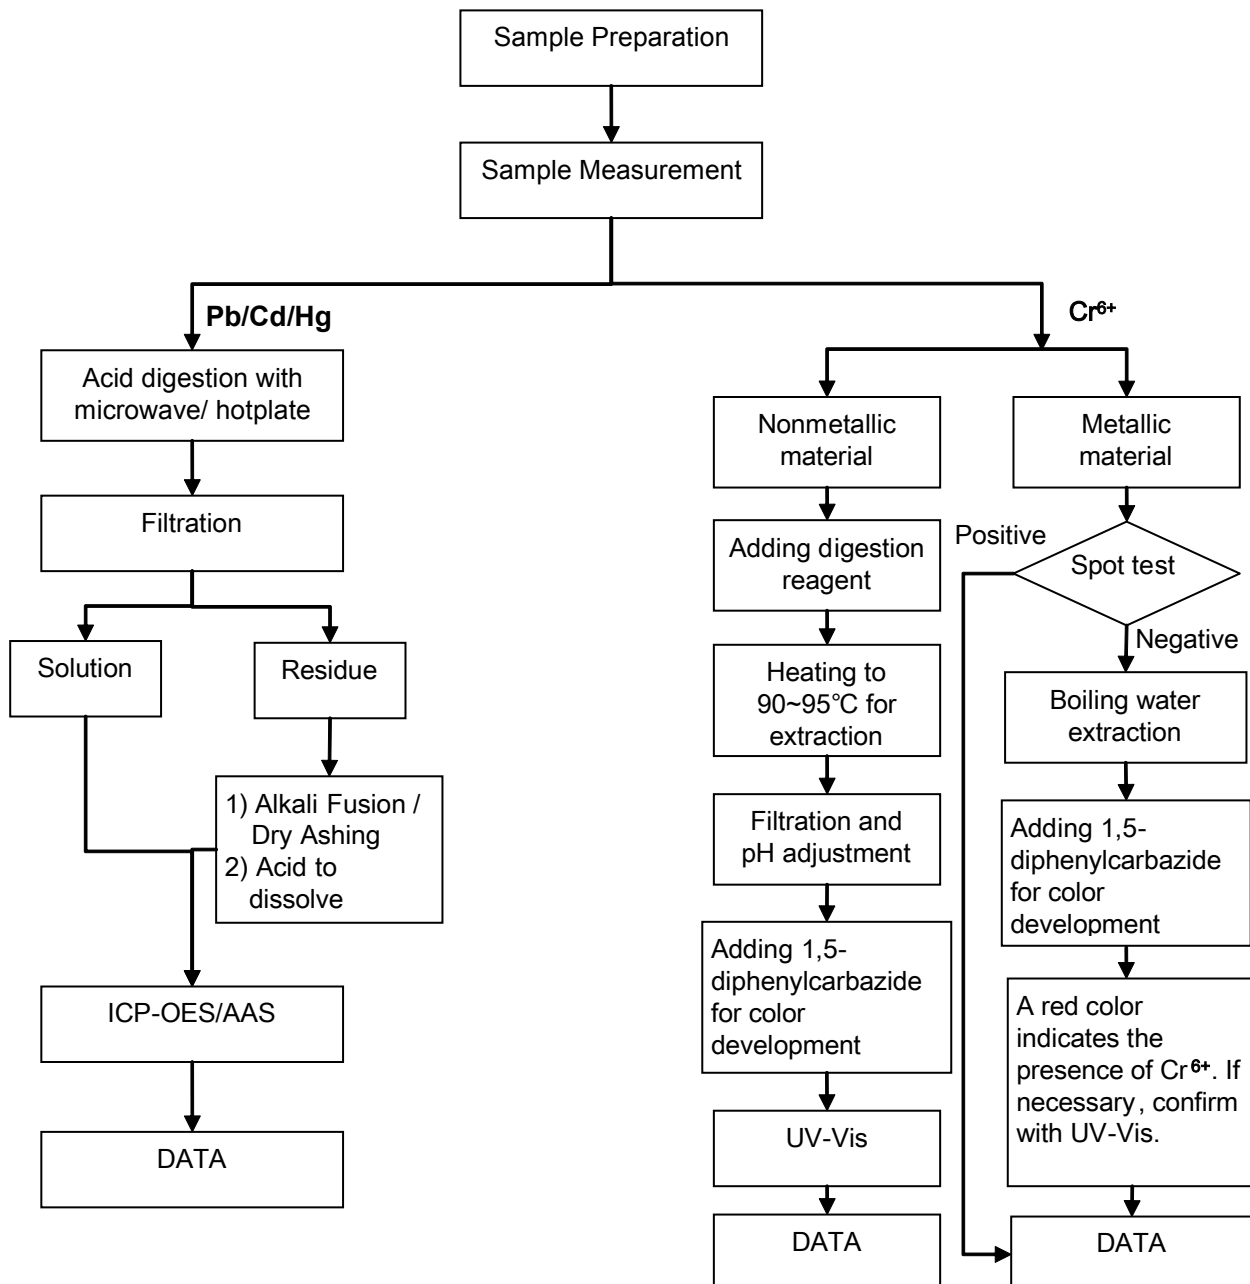 Sample Preparation
Sample Measurement
Pb/Cd/Hg
Acid digestion with
microwave/ hotplate
Filtration
Solution
Residue
1) Alkali Fusion /
Dry Ashing
2) Acid to
dissolve
ICP-OES/AAS
DATA
Cr⁶⁺
Nonmetallic
material
Adding digestion
reagent
Heating to
90~95℃ for
extraction
Filtration and
pH adjustment
Adding 1,5-
diphenylcarbazide
for color
development
UV-Vis
DATA
Metallic
material
Positive
Spot test
Negative
Boiling water
extraction
Adding 1,5-
diphenylcarbazide
for color
development
A red color
indicates the
presence of Cr⁶⁺. If
necessary, confirm
with UV-Vis.
DATA